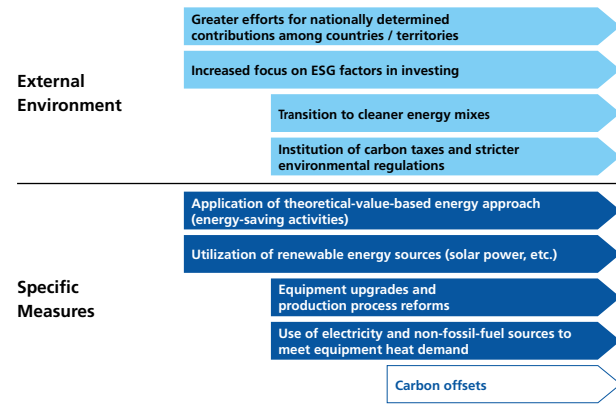 Greater efforts for nationally determined
contributions among countries / territories
Increased focus on ESG factors in investing
External
Environment
Transition to cleaner energy mixes
Institution of carbon taxes and stricter
environmental regulations
Application of theoretical-value-based energy approach
(energy-saving activities)
Utilization of renewable energy sources (solar power, etc.)
Specific
Measures
Equipment upgrades and
production process reforms
Use of electricity and non-fossil-fuel sources to
meet equipment heat demand
Carbon offsets